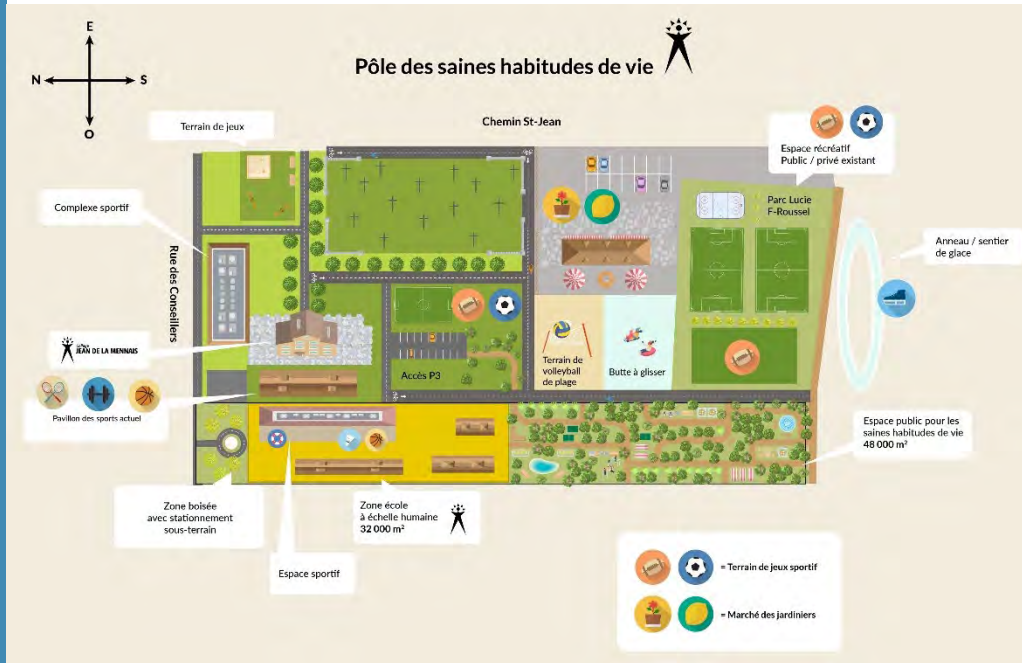 E
N
S
O
Pôle des saines habitudes de vie
Chemin St-Jean
Terrain de jeux
Espace récréatif
Public / privé existant
Complexe sportif
Parc Lucie
F-Roussel
Rue des Conseillers
Anneau / sentier
de glace
JEAN DE LA MENNAIS
Accès P3
Terrain de
volleyball
de plage
Butte à glisser
Pavillon des sports actuel
Espace public pour les
saines habitudes de vie
48 000 m²
Zone boisée
avec stationnement
sous-terrain
Zone école
à échelle humaine
32 000 m²
Espace sportif
= Terrain de jeux sportif
= Marché des jardiniers